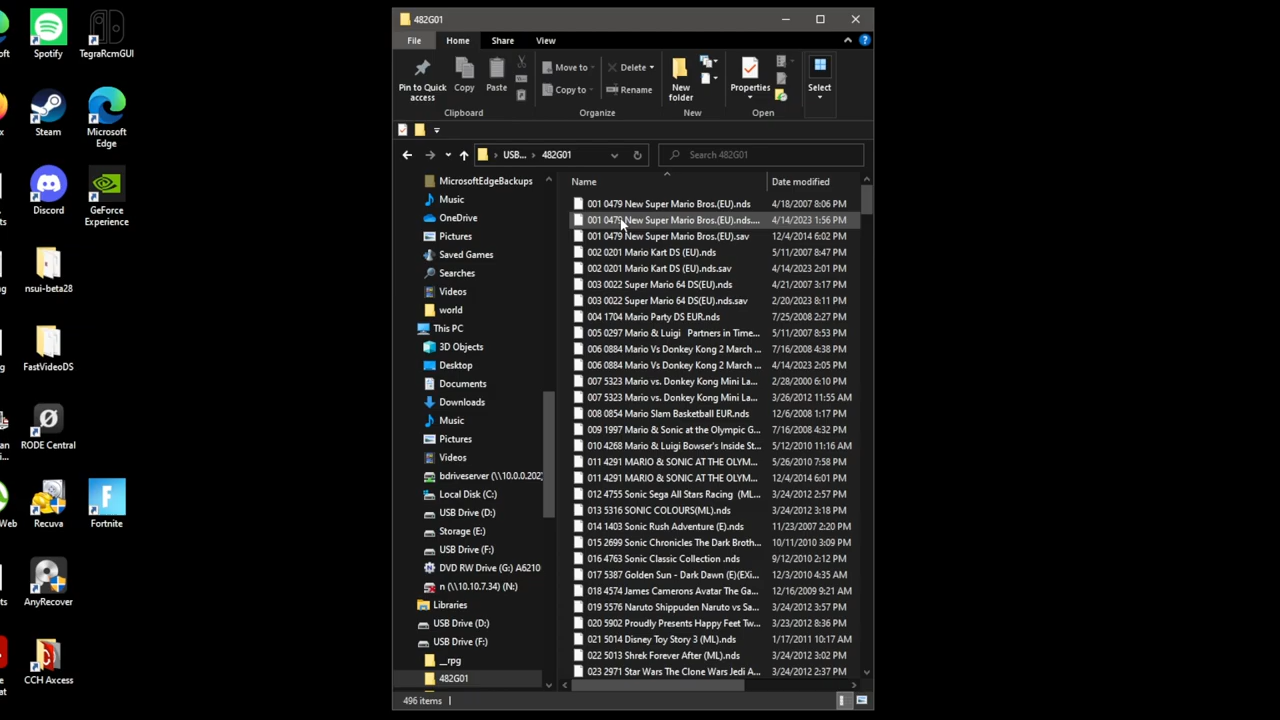 482G01
File Home Share View
Pin to Quick access
Copy
Paste
Move to
Copy to
Delete
Rename
New folder
Properties
Select
Clipboard Organize New Open
USB... 482G01 Search 482G01
Name Date modified
MicrosoftEdgeBackups
Music
OneDrive
Pictures
Saved Games
Searches
Videos
world
This PC
3D Objects
Desktop
Documents
Downloads
Music
Pictures
Videos
bdriveserver (\\10.0.0.202)
Local Disk (C:)
USB Drive (D:)
Storage (E:)
USB Drive (F:)
DVD RW Drive (G:) A6210
n (\\10.10.7.34) (N:)
Libraries
USB Drive (D:)
USB Drive (F:)
__rpg
482G01
001 0479 New Super Mario Bros.(EU).nds 4/18/2007 8:06 PM
001 0479 New Super Mario Bros.(EU).nds.... 4/14/2023 1:56 PM
001 0479 New Super Mario Bros.(EU).sav 12/4/2014 6:02 PM
002 0201 Mario Kart DS (EU).nds 5/11/2007 8:47 PM
002 0201 Mario Kart DS (EU).nds.sav 4/14/2023 2:01 PM
003 0022 Super Mario 64 DS(EU).nds 4/21/2007 3:17 PM
003 0022 Super Mario 64 DS(EU).nds.sav 2/20/2023 8:11 PM
004 1704 Mario Party DS EUR.nds 7/25/2008 2:27 PM
005 0297 Mario & Luigi Partners in Time... 5/11/2007 8:53 PM
006 0884 Mario Vs Donkey Kong 2 March ... 7/16/2008 4:38 PM
006 0884 Mario Vs Donkey Kong 2 March ... 4/14/2023 2:05 PM
007 5323 Mario vs. Donkey Kong Mini La... 2/28/2000 6:10 PM
007 5323 Mario vs. Donkey Kong Mini La... 3/26/2012 11:55 AM
008 0854 Mario Slam Basketball EUR.nds 12/6/2008 1:17 PM
009 1997 Mario & Sonic at the Olympic G... 7/16/2008 4:32 PM
010 4268 Mario & Luigi Bowser's Inside St... 5/12/2010 11:16 AM
011 4291 MARIO & SONIC AT THE OLYM... 5/26/2010 7:58 PM
011 4291 MARIO & SONIC AT THE OLYM... 12/4/2014 6:01 PM
012 4755 Sonic Sega All Stars Racing (ML... 3/24/2012 2:57 PM
013 5316 SONIC COLOURS(ML).nds 3/24/2012 3:18 PM
014 1403 Sonic Rush Adventure (E).nds 11/23/2007 2:20 PM
015 2699 Sonic Chronicles The Dark Broth... 10/11/2010 3:09 PM
016 4763 Sonic Classic Collection .nds 9/12/2010 2:12 PM
017 5387 Golden Sun - Dark Dawn (E)(EXi... 12/3/2010 4:35 AM
018 4574 James Camerons Avatar The Ga... 12/16/2009 9:21 AM
019 5576 Naruto Shippuden Naruto vs Sa... 3/24/2012 3:57 PM
020 5902 Proudly Presents Happy Feet Tw... 3/23/2012 8:36 PM
021 5014 Disney Toy Story 3 (ML).nds 1/17/2011 10:17 AM
022 5013 Shrek Forever After (ML).nds 3/24/2012 3:02 PM
023 2971 Star Wars The Clone Wars Jedi A... 3/24/2012 2:37 PM
496 items
Spotify
TegraRcmGUI
Steam
Microsoft Edge
Discord
GeForce Experience
nsui-beta28
FastVideoDS
RODE Central
Recuva
Fortnite
AnyRecover
CCH Axcess